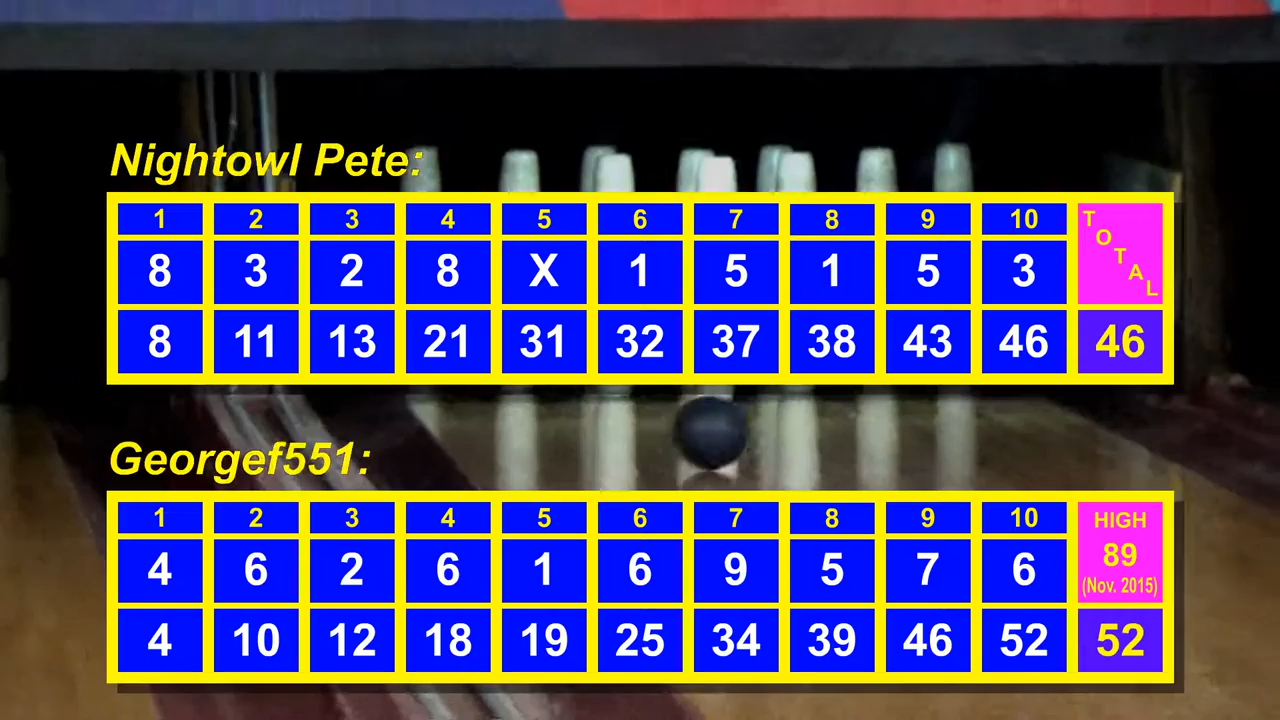 Nightowl Pete:
1 2 3 4 5 6 7 8 9 10 TOTAL
8 3 2 8 X 1 5 1 5 3
8 11 13 21 31 32 37 38 43 46 46
Georgef551:
1 2 3 4 5 6 7 8 9 10 HIGH
4 6 2 6 1 6 9 5 7 6 89
(Nov. 2015)
4 10 12 18 19 25 34 39 46 52 52